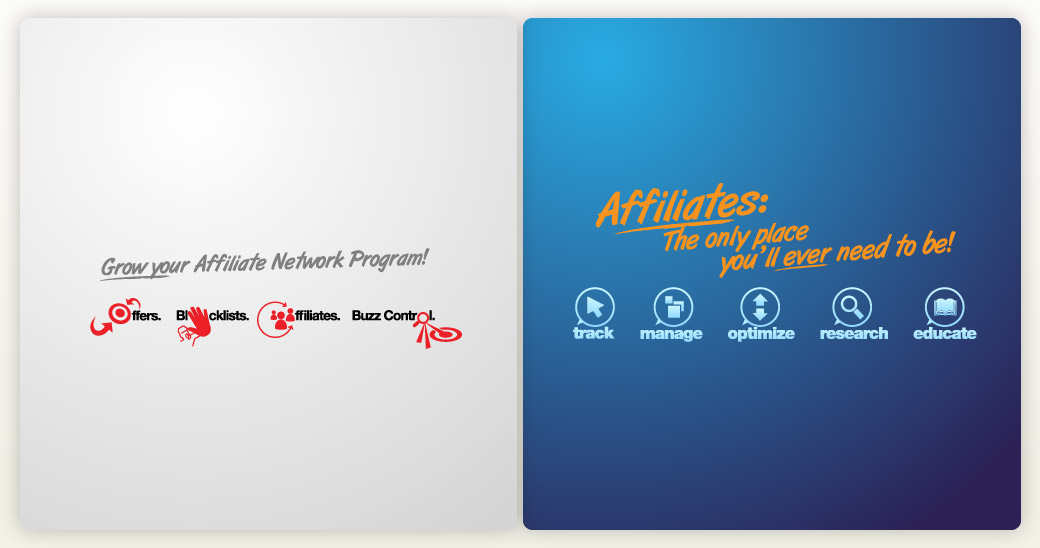 Grow your Affiliate Network Program!
Offers. Blocklists. Affiliates. Buzz Control.
Affiliates:
The only place
you'll ever need to be!
track manage optimize research educate